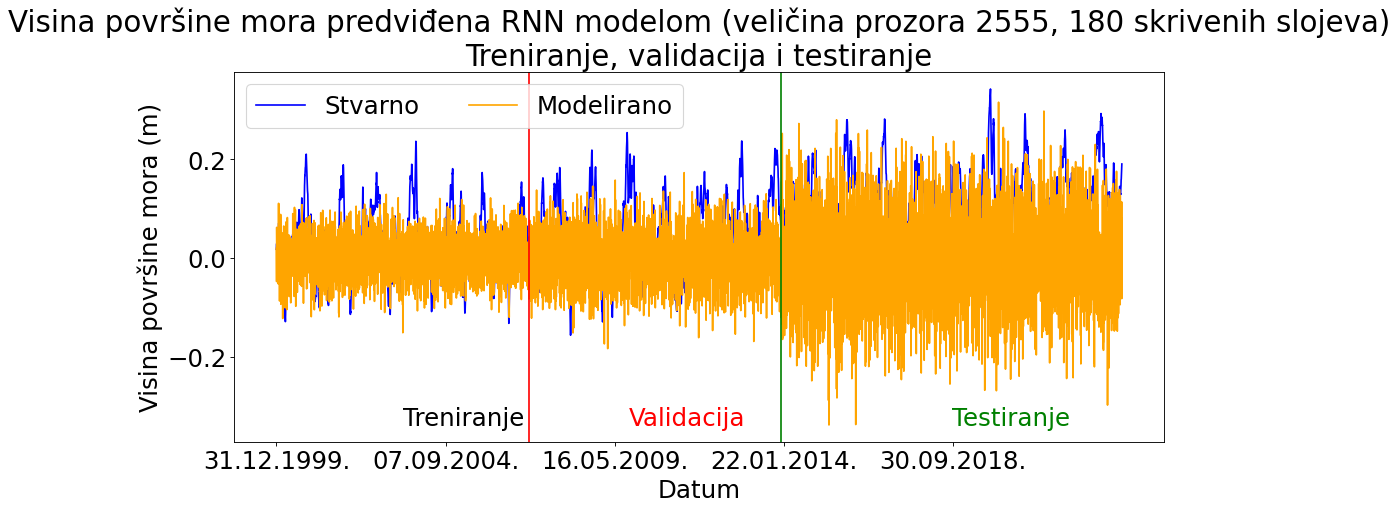 Visina površine mora predviđena RNN modelom (veličina prozora 2555, 180 skrivenih slojeva)
Treniranje, validacija i testiranje
Stvarno
Modelirano
Visina površine mora (m)
0.2
0.0
−0.2
Treniranje
Validacija
Testiranje
31.12.1999.
07.09.2004.
16.05.2009.
22.01.2014.
30.09.2018.
Datum